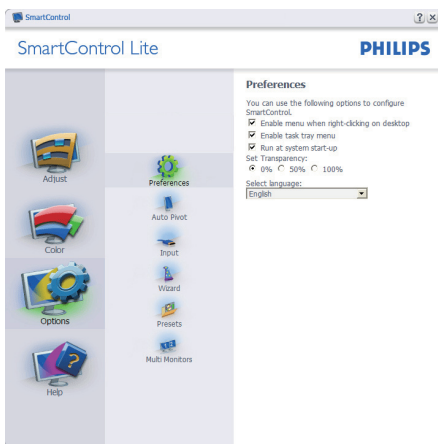 SmartControl
SmartControl Lite
PHILIPS
Adjust
Color
Options
Help
Preferences
Auto Pivot
Input
Wizard
Presets
Multi Monitors
Preferences
You can use the following options to configure
SmartControl.
Enable menu when right-clicking on desktop
Enable task tray menu
Run at system start-up
Set Transparency:
0% 50% 100%
Select language:
English